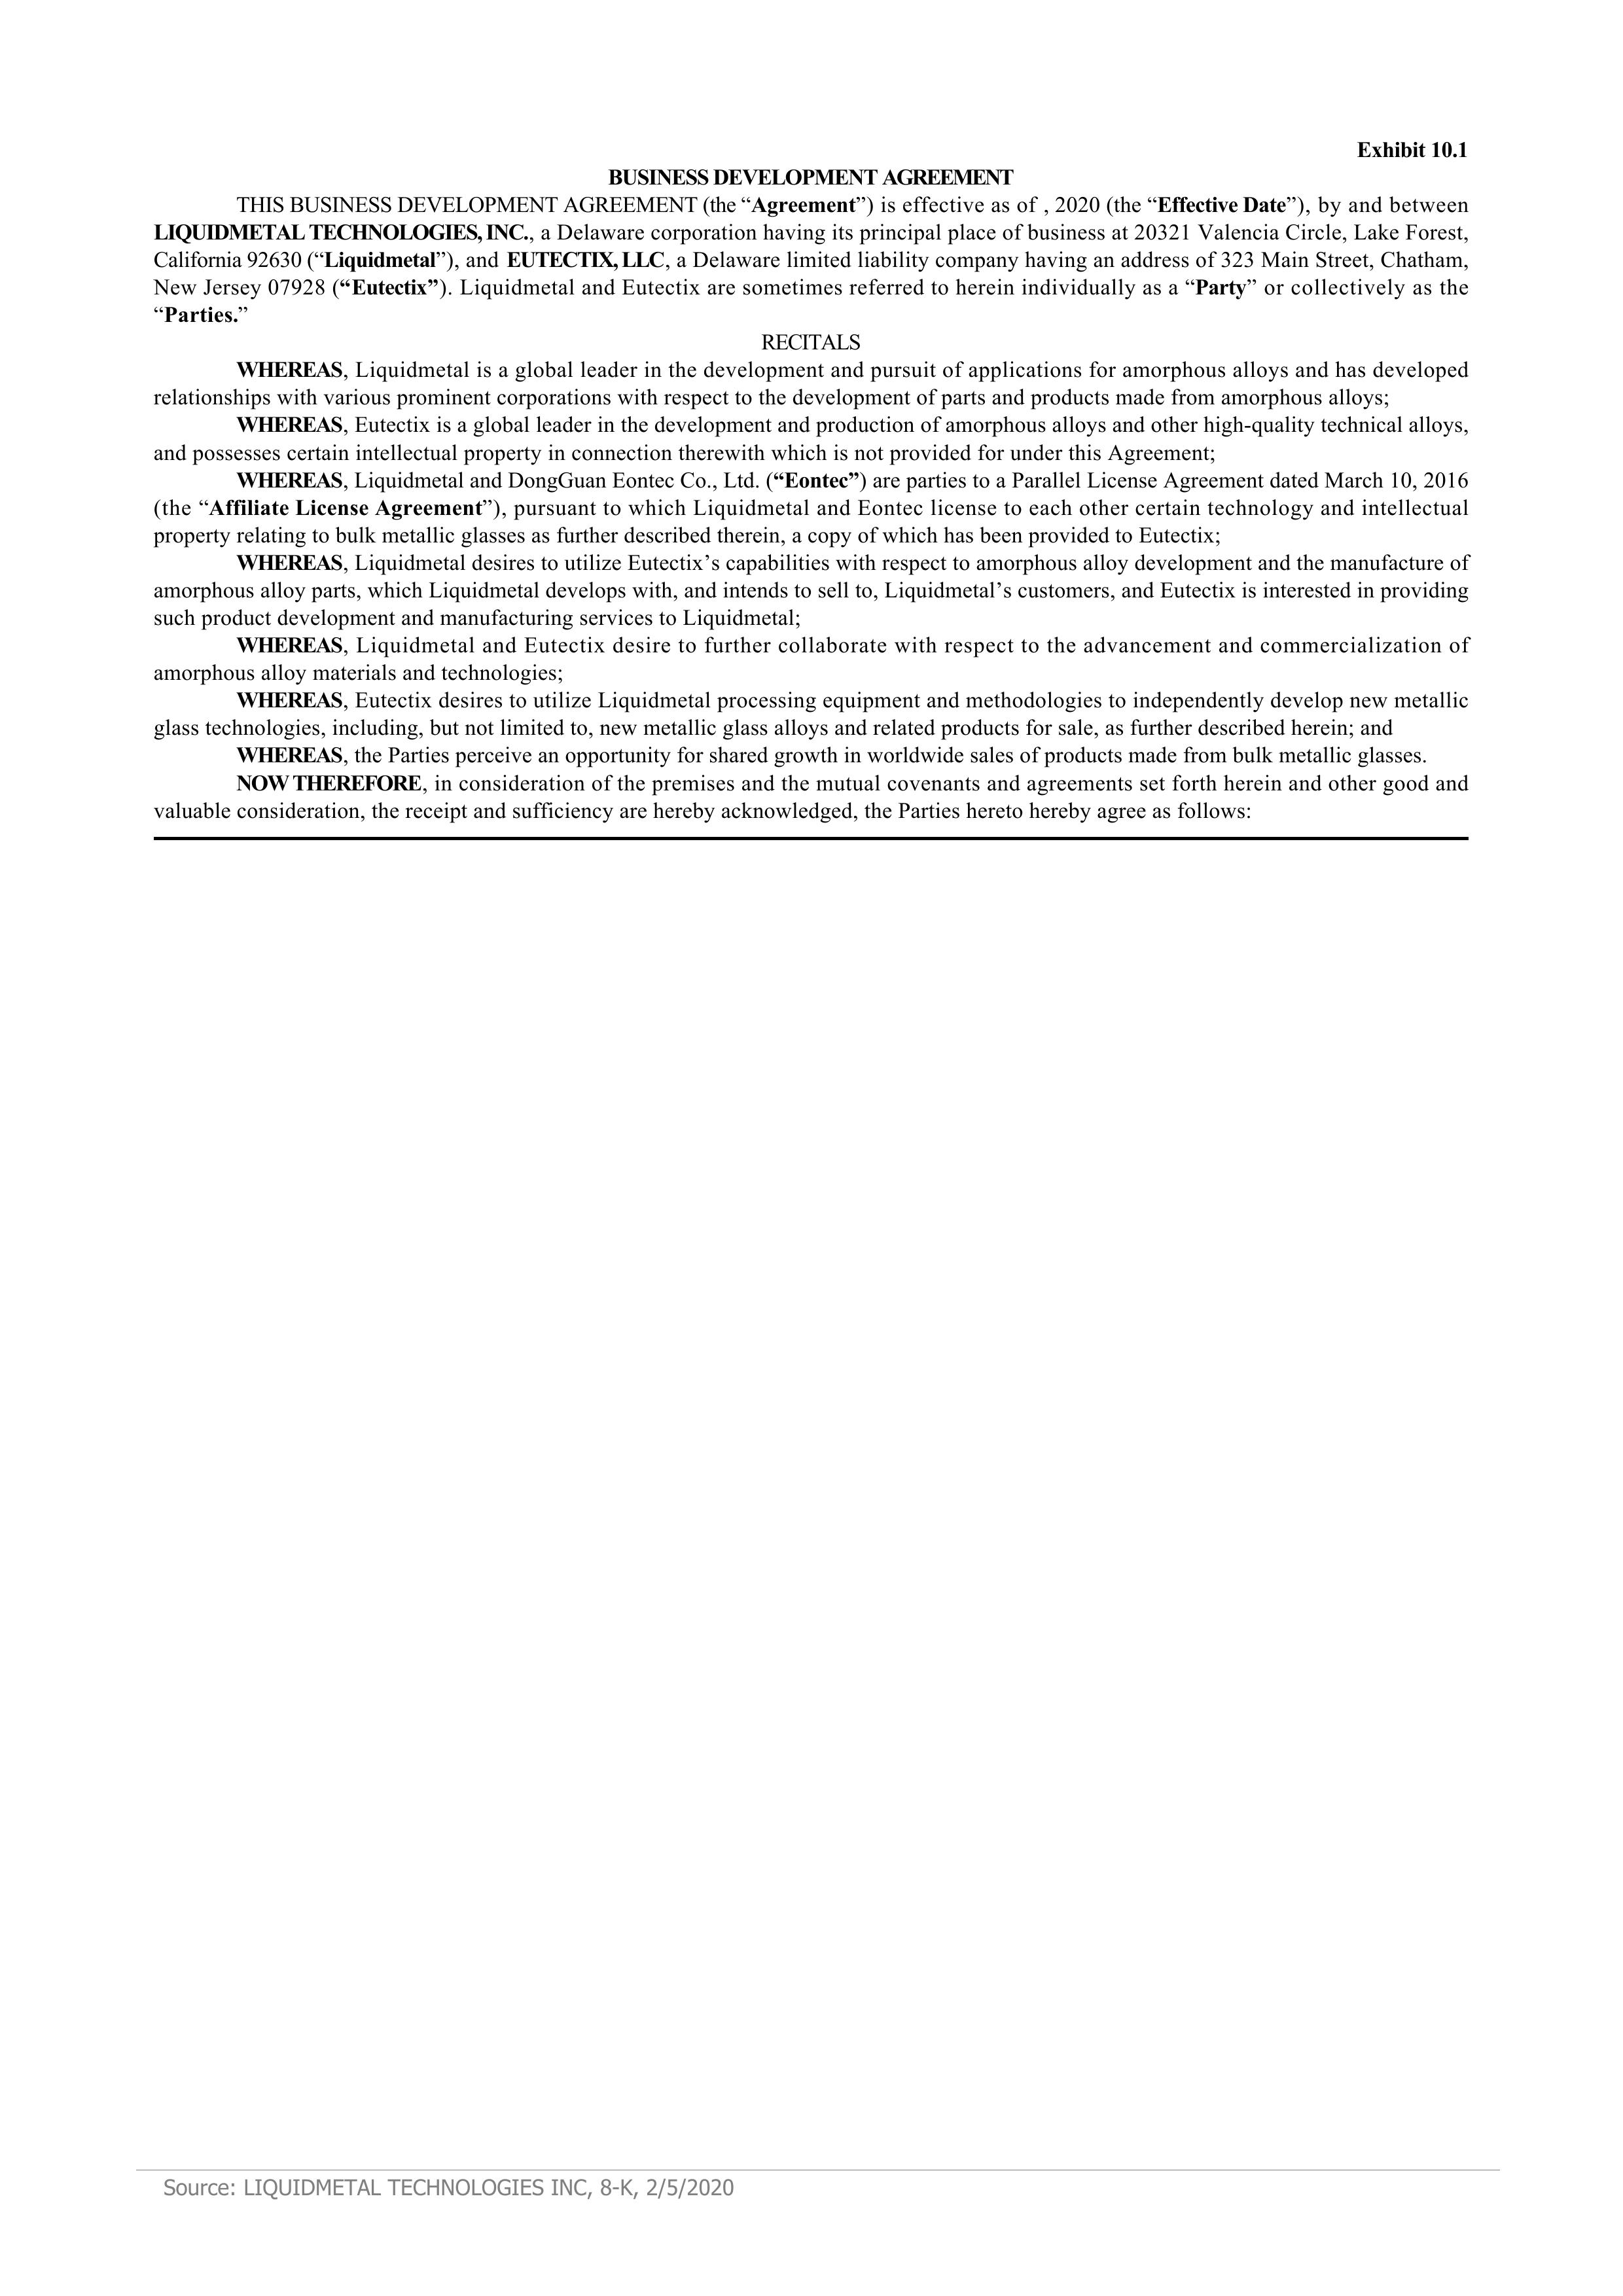 Exhibit 10.1
BUSINESS DEVELOPMENT AGREEMENT
THIS BUSINESS DEVELOPMENT AGREEMENT (the “Agreement”) is effective as of , 2020 (the “Effective Date”), by and between
LIQUIDMETAL TECHNOLOGIES, INC., a Delaware corporation having its principal place of business at 20321 Valencia Circle, Lake Forest,
California 92630 (“Liquidmetal”), and EUTECTIX, LLC, a Delaware limited liability company having an address of 323 Main Street, Chatham,
New Jersey 07928 (“Eutectix”). Liquidmetal and Eutectix are sometimes referred to herein individually as a “Party” or collectively as the
“Parties.”
RECITALS
WHEREAS, Liquidmetal is a global leader in the development and pursuit of applications for amorphous alloys and has developed
relationships with various prominent corporations with respect to the development of parts and products made from amorphous alloys;
WHEREAS, Eutectix is a global leader in the development and production of amorphous alloys and other high-quality technical alloys,
and possesses certain intellectual property in connection therewith which is not provided for under this Agreement;
WHEREAS, Liquidmetal and DongGuan Eontec Co., Ltd. (“Eontec”) are parties to a Parallel License Agreement dated March 10, 2016
(the “Affiliate License Agreement”), pursuant to which Liquidmetal and Eontec license to each other certain technology and intellectual
property relating to bulk metallic glasses as further described therein, a copy of which has been provided to Eutectix;
WHEREAS, Liquidmetal desires to utilize Eutectix’s capabilities with respect to amorphous alloy development and the manufacture of
amorphous alloy parts, which Liquidmetal develops with, and intends to sell to, Liquidmetal’s customers, and Eutectix is interested in providing
such product development and manufacturing services to Liquidmetal;
WHEREAS, Liquidmetal and Eutectix desire to further collaborate with respect to the advancement and commercialization of
amorphous alloy materials and technologies;
WHEREAS, Eutectix desires to utilize Liquidmetal processing equipment and methodologies to independently develop new metallic
glass technologies, including, but not limited to, new metallic glass alloys and related products for sale, as further described herein; and
WHEREAS, the Parties perceive an opportunity for shared growth in worldwide sales of products made from bulk metallic glasses.
NOW THEREFORE, in consideration of the premises and the mutual covenants and agreements set forth herein and other good and
valuable consideration, the receipt and sufficiency are hereby acknowledged, the Parties hereto hereby agree as follows:
Source: LIQUIDMETAL TECHNOLOGIES INC, 8-K, 2/5/2020